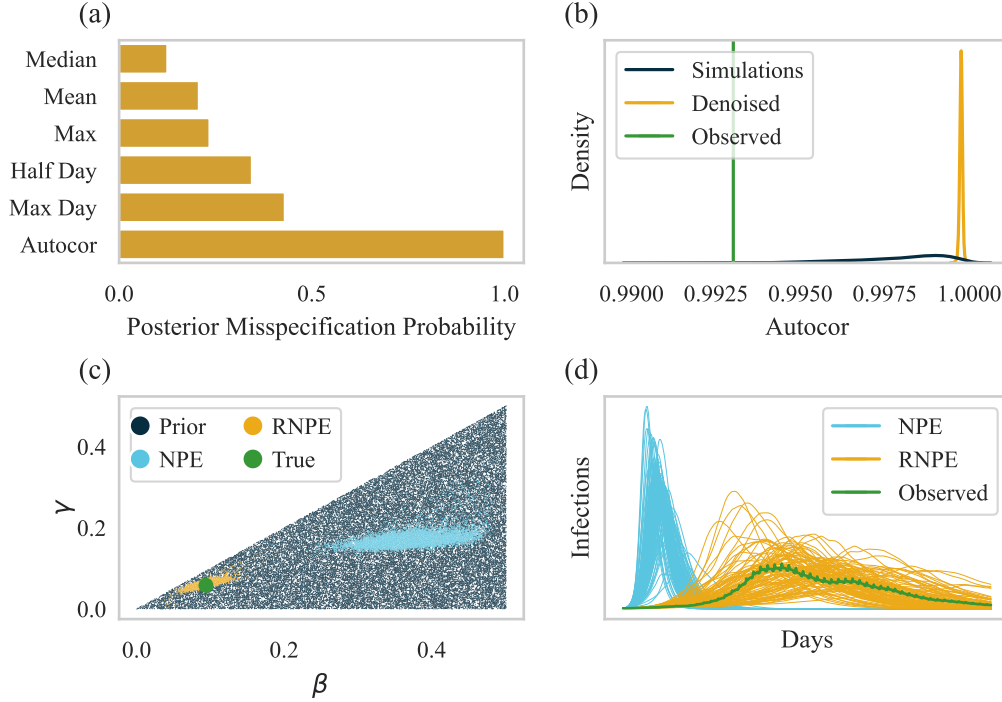 (a)
Median
Mean
Max
Half Day
Max Day
Autocor
0.0 0.5 1.0
Posterior Misspecification Probability
(b)
Density
Simulations
Denoised
Observed
0.9900 0.9925 0.9950 0.9975 1.0000
Autocor
(c)
γ
0.4
0.2
0.0
Prior RNPE
NPE True
0.0 0.2 0.4
β
(d)
Infections
NPE
RNPE
Observed
Days